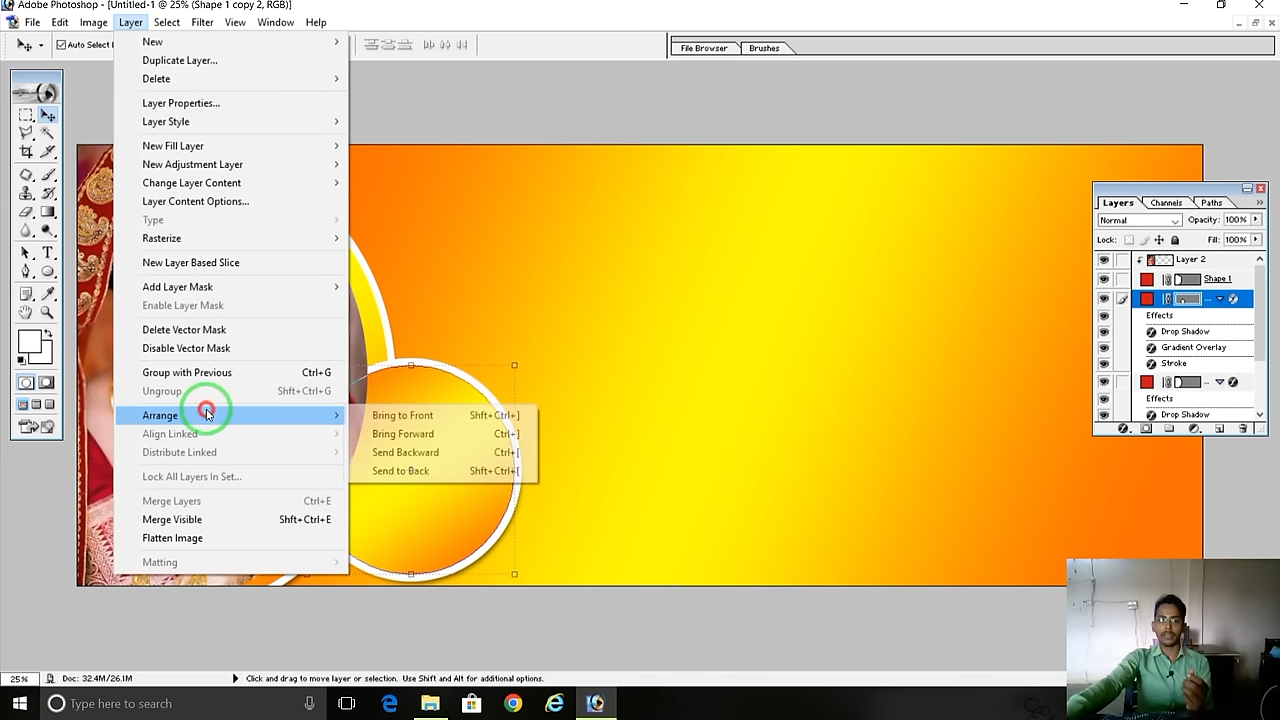 Adobe Photoshop - [Untitled-1 @ 25% (Shape 1 copy 2, RGB)]
File Edit Image Layer Select Filter View Window Help
Auto Select
File Browser Brushes
New
Duplicate Layer...
Delete
Layer Properties...
Layer Style
New Fill Layer
New Adjustment Layer
Change Layer Content
Layer Content Options...
Type
Rasterize
New Layer Based Slice
Add Layer Mask
Enable Layer Mask
Delete Vector Mask
Disable Vector Mask
Group with Previous Ctrl+G
Ungroup Shft+Ctrl+G
Arrange
Align Linked
Distribute Linked
Lock All Layers In Set...
Merge Layers Ctrl+E
Merge Visible Shft+Ctrl+E
Flatten Image
Matting
Bring to Front Shft+Ctrl+]
Bring Forward Ctrl+]
Send Backward Ctrl+[
Send to Back Shft+Ctrl+[
Layers Channels Paths
Normal Opacity: 100%
Lock: Fill: 100%
Layer 2
Shape 1
...
Effects
Drop Shadow
Gradient Overlay
Stroke
...
Effects
Drop Shadow
25% Doc: 32.4M/26.1M Click and drag to move layer or selection. Use Shift and Alt for additional options.
Type here to search